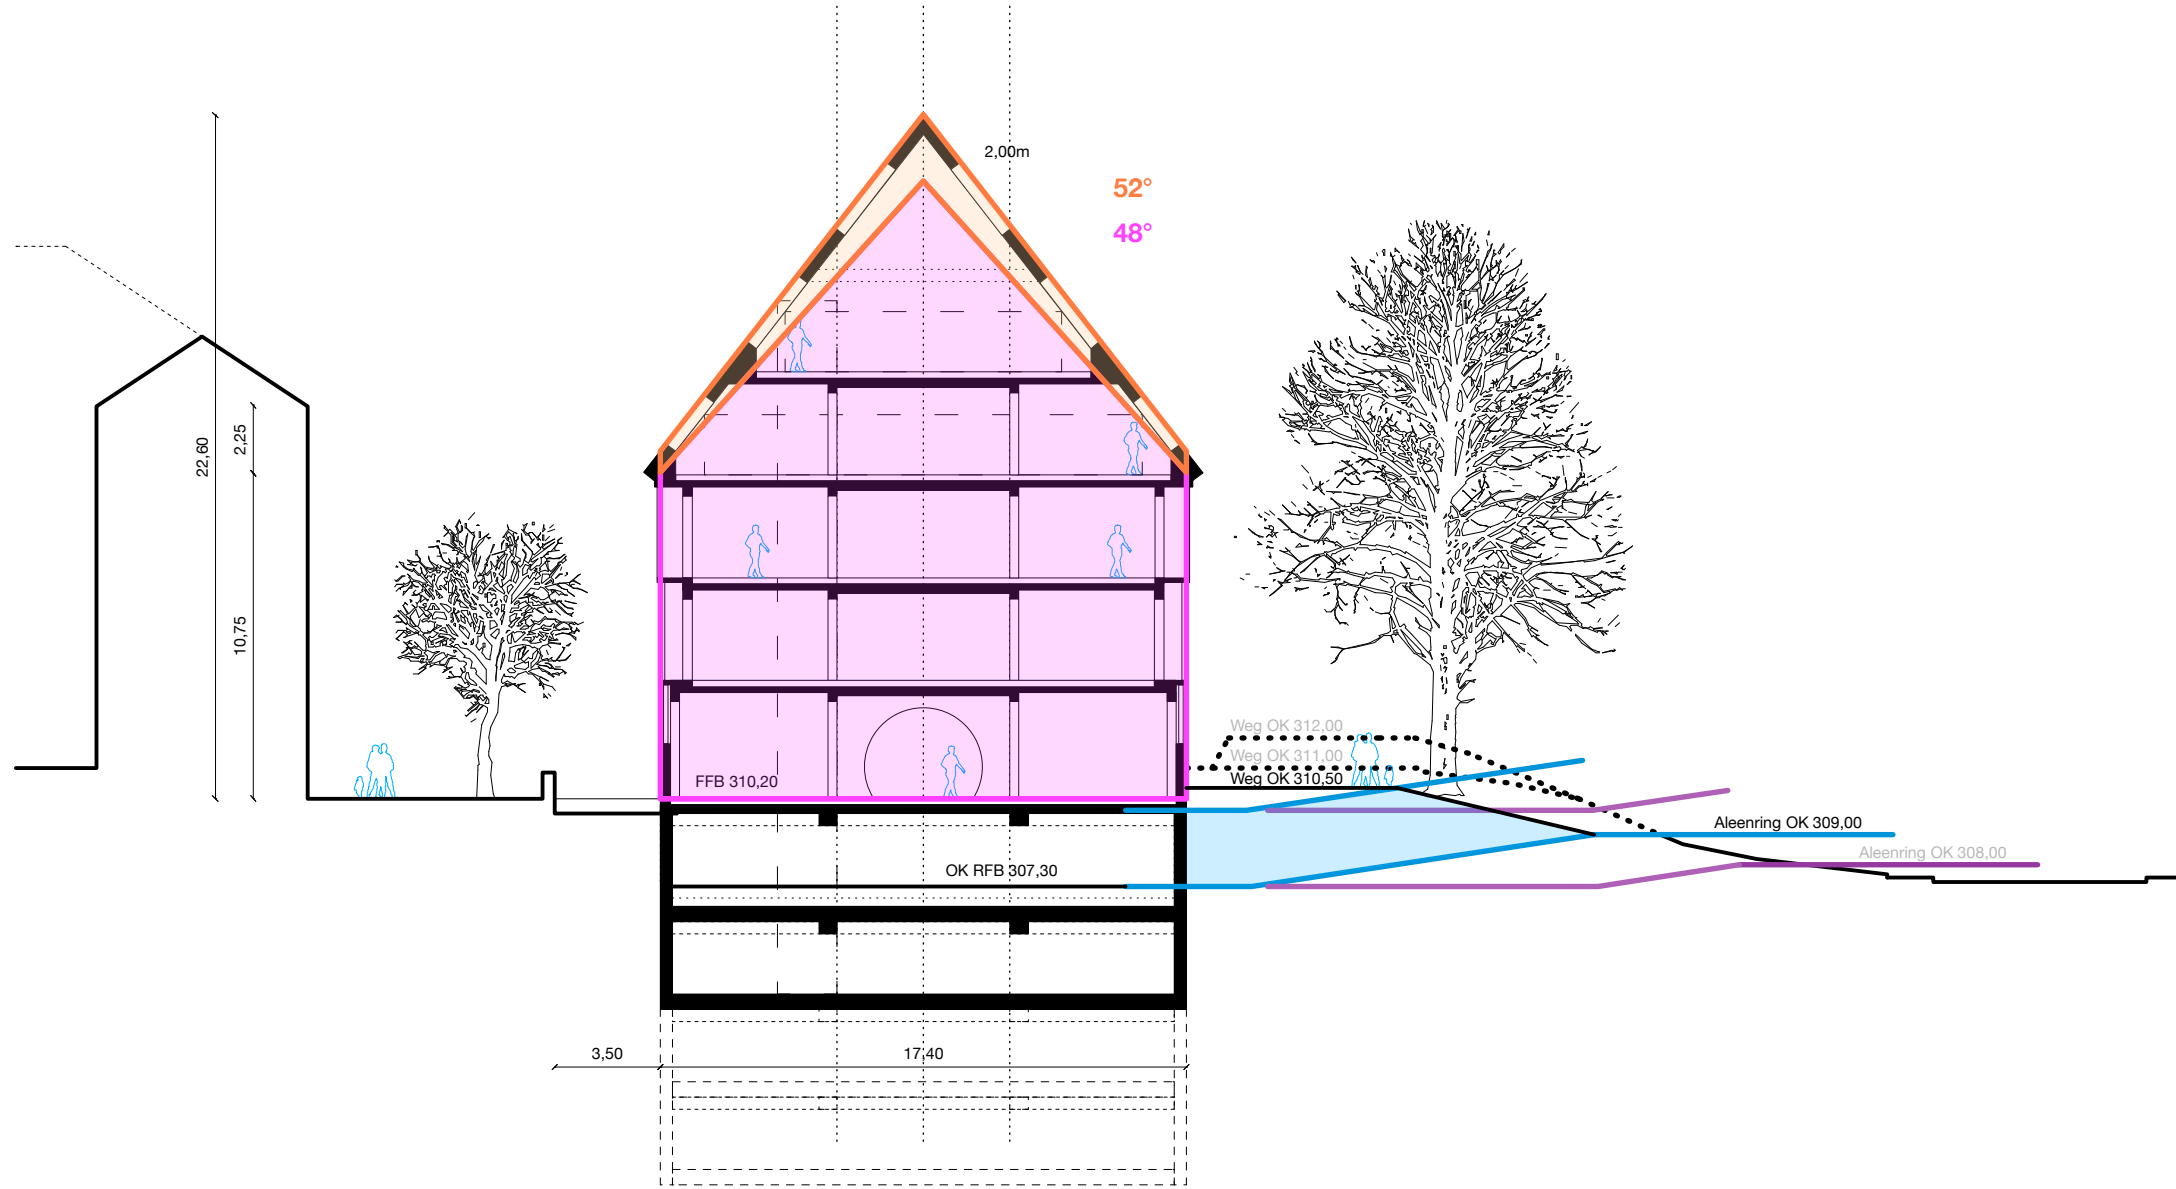 2,00m
52°
48°
22,60
2,25
10,75
Weg OK 312,00
Weg OK 311,00
Weg OK 310,50
FFB 310,20
Aleenring OK 309,00
Aleenring OK 308,00
OK RFB 307,30
3,50
17,40